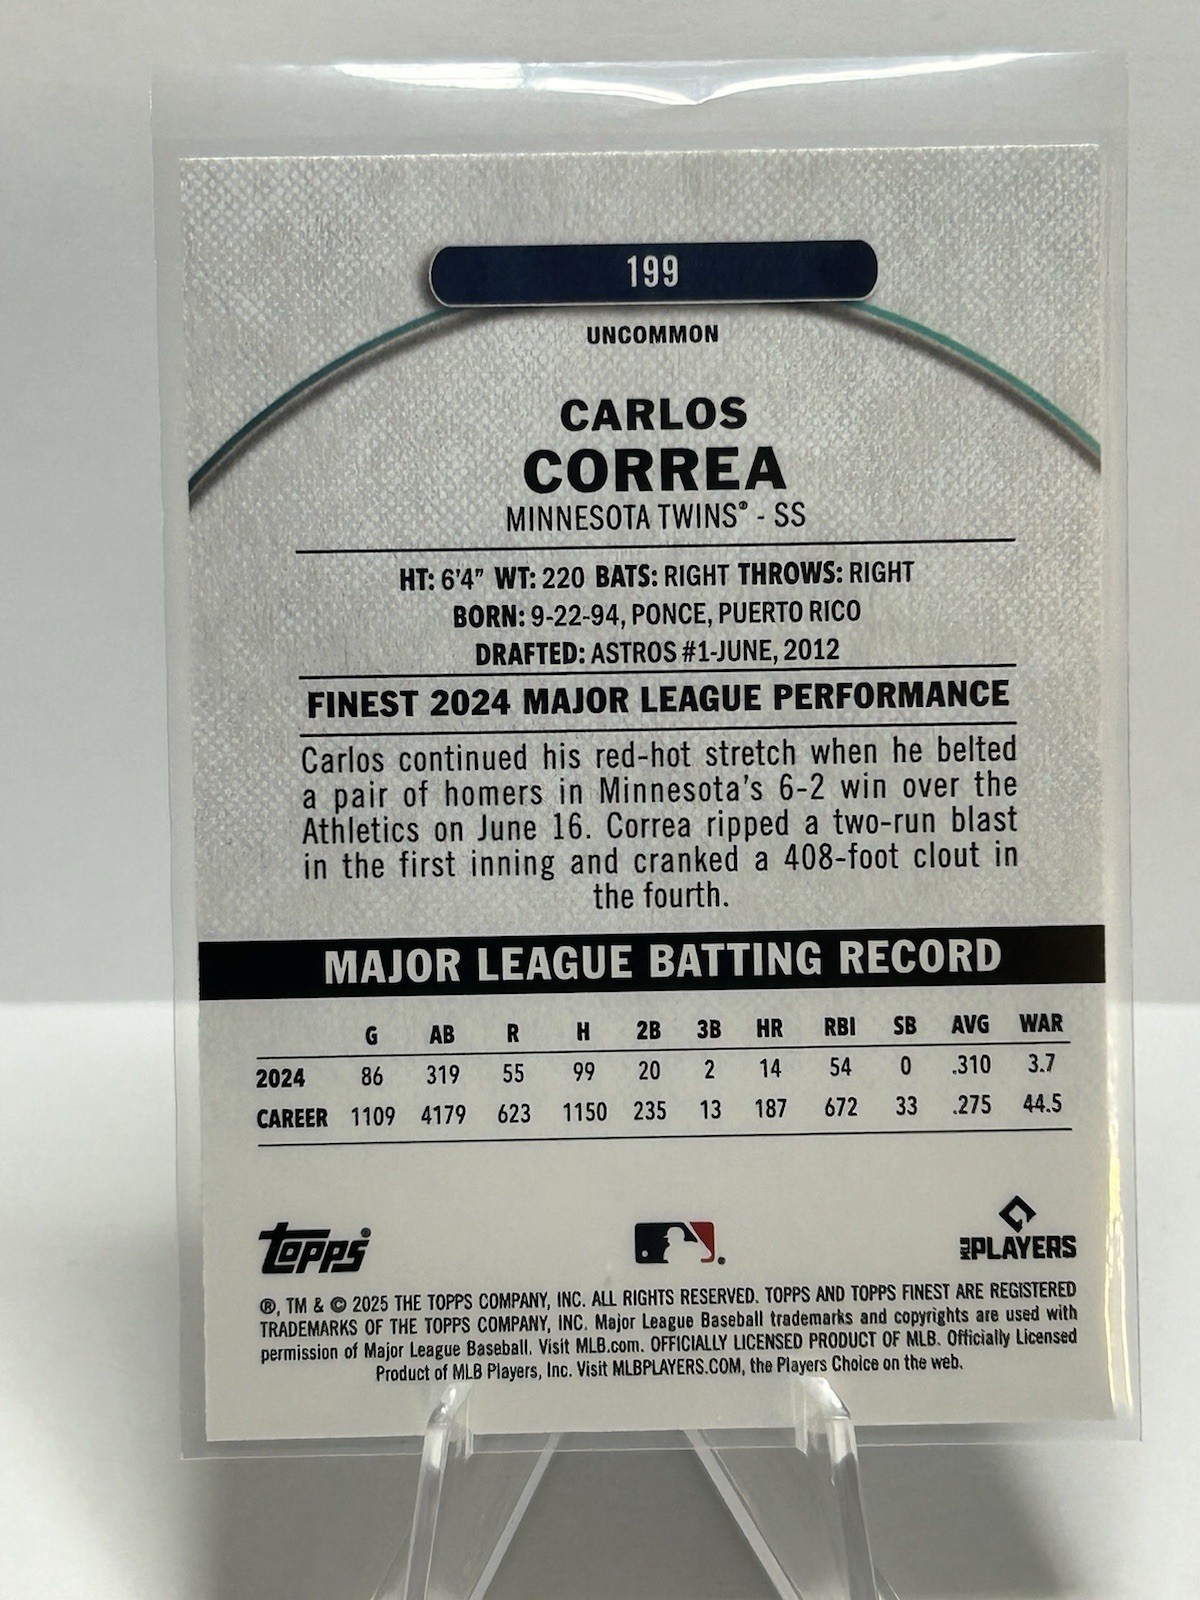 199
UNCOMMON
CARLOS
CORREA
MINNESOTA TWINS® - SS
HT: 6'4" WT: 220 BATS: RIGHT THROWS: RIGHT
BORN: 9-22-94, PONCE, PUERTO RICO
DRAFTED: ASTROS #1-JUNE, 2012
FINEST 2024 MAJOR LEAGUE PERFORMANCE
Carlos continued his red-hot stretch when he belted
a pair of homers in Minnesota's 6-2 win over the
Athletics on June 16. Correa ripped a two-run blast
in the first inning and cranked a 408-foot clout in
the fourth.
MAJOR LEAGUE BATTING RECORD
G AB R H 2B 3B HR RBI SB AVG WAR
2024 86 319 55 99 20 2 14 54 0 .310 3.7
CAREER 1109 4179 623 1150 235 13 187 672 33 .275 44.5
topps®
MLB PLAYERS
®, TM & © 2025 THE TOPPS COMPANY, INC. ALL RIGHTS RESERVED. TOPPS AND TOPPS FINEST ARE REGISTERED
TRADEMARKS OF THE TOPPS COMPANY, INC. Major League Baseball trademarks and copyrights are used with
permission of Major League Baseball. Visit MLB.com. OFFICIALLY LICENSED PRODUCT OF MLB. Officially Licensed
Product of MLB Players, Inc. Visit MLBPLAYERS.COM, the Players Choice on the web.